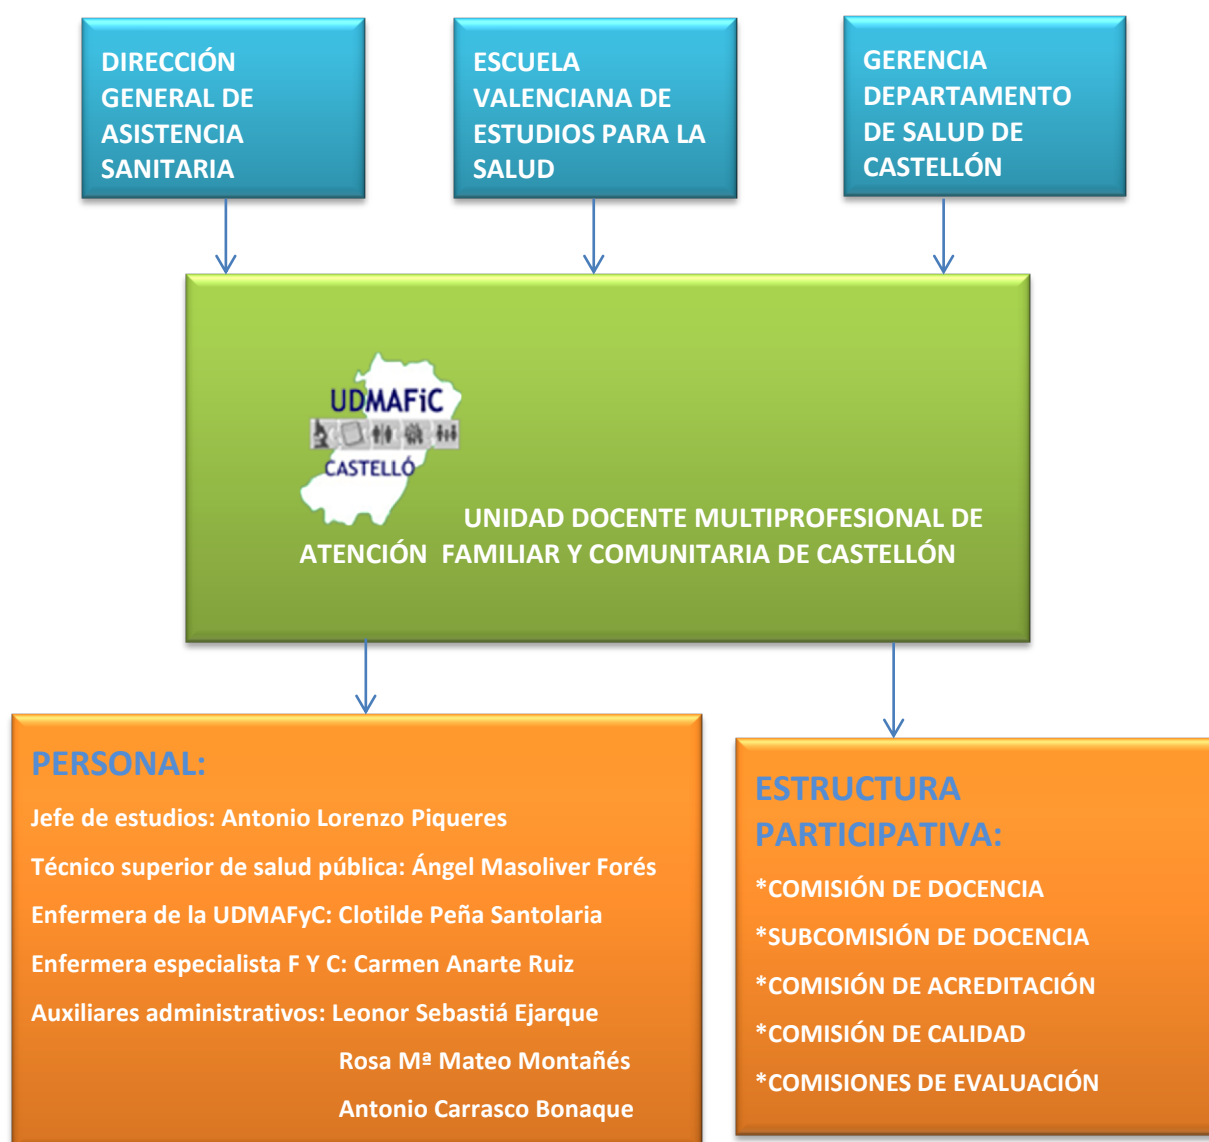 DIRECCIÓN
GENERAL DE
ASISTENCIA
SANITARIA
ESCUELA
VALENCIANA DE
ESTUDIOS PARA LA
SALUD
GERENCIA
DEPARTAMENTO
DE SALUD DE
CASTELLÓN
UDMAFiC
CASTELLÓ
UNIDAD DOCENTE MULTIPROFESIONAL DE
ATENCIÓN FAMILIAR Y COMUNITARIA DE CASTELLÓN
PERSONAL:
Jefe de estudios: Antonio Lorenzo Piqueres
Técnico superior de salud pública: Ángel Masoliver Forés
Enfermera de la UDMAFyC: Clotilde Peña Santolaria
Enfermera especialista F Y C: Carmen Anarte Ruiz
Auxiliares administrativos: Leonor Sebastiá Ejarque
Rosa Mª Mateo Montañés
Antonio Carrasco Bonaque
ESTRUCTURA
PARTICIPATIVA:
*COMISIÓN DE DOCENCIA
*SUBCOMISIÓN DE DOCENCIA
*COMISIÓN DE ACREDITACIÓN
*COMISIÓN DE CALIDAD
*COMISIONES DE EVALUACIÓN